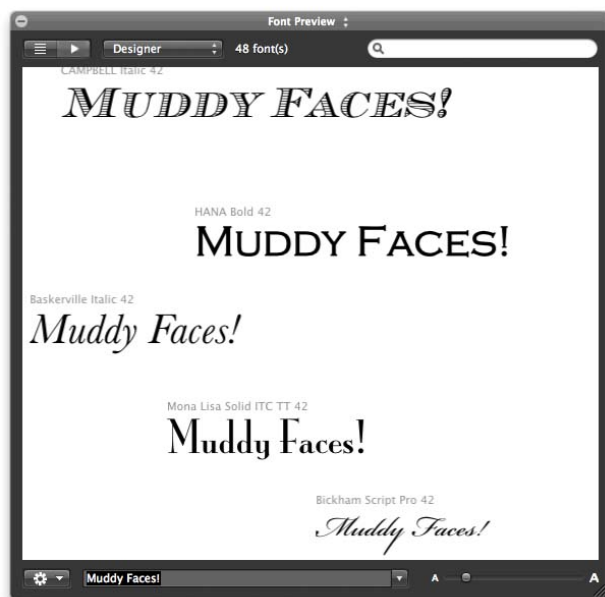 Font Preview
Designer 48 font(s)
CAMPBELL Italic 42
MUDDY FACES!
HANA Bold 42
MUDDY FACES!
Baskerville Italic 42
Muddy Faces!
Mona Lisa Solid ITC TT 42
Muddy Faces!
Bickham Script Pro 42
Muddy Faces!
Muddy Faces! A A